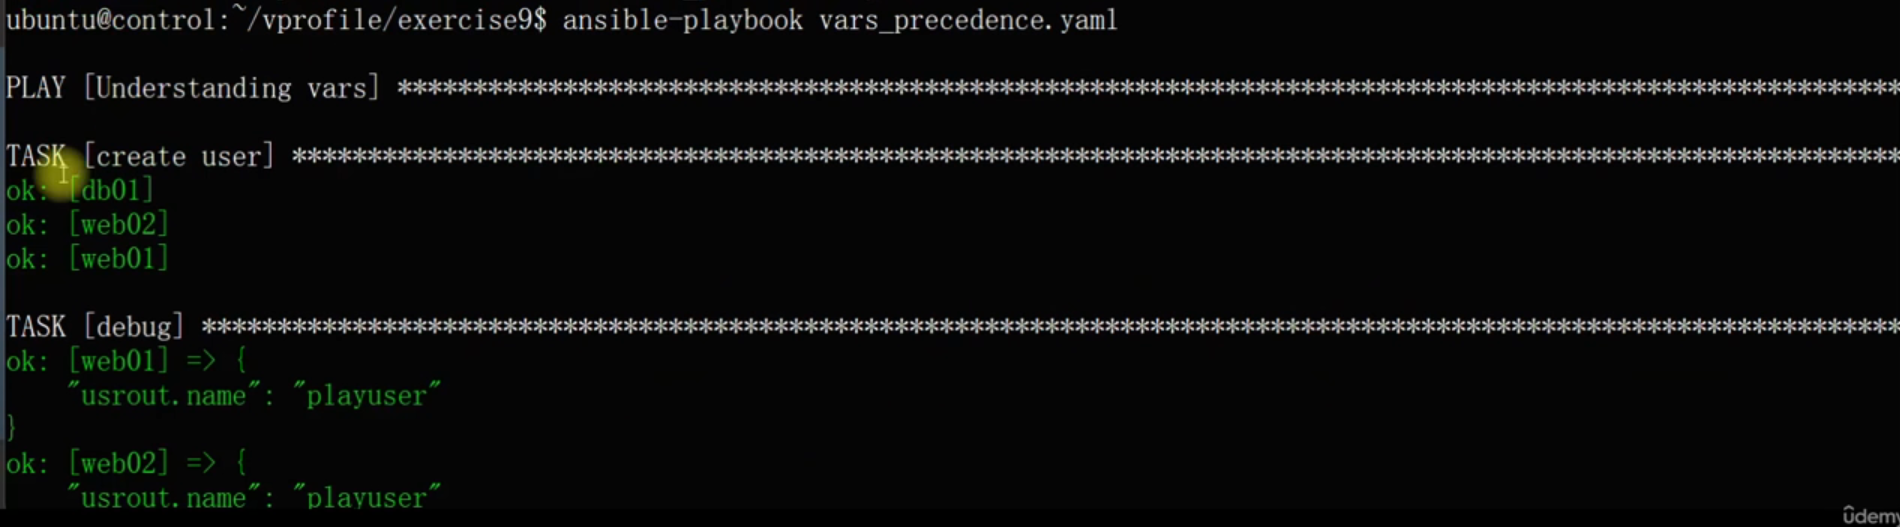 ubuntu@control:~/vprofile/exercise9$ ansible-playbook vars_precedence.yaml
PLAY [Understanding vars] ****************************************************************************************************
TASK [create user] ***********************************************************************************************************
ok: [db01]
ok: [web02]
ok: [web01]
TASK [debug] *****************************************************************************************************************
ok: [web01] => {
    "usrout.name": "playuser"
}
ok: [web02] => {
    "usrout.name": "playuser"
ûdemy